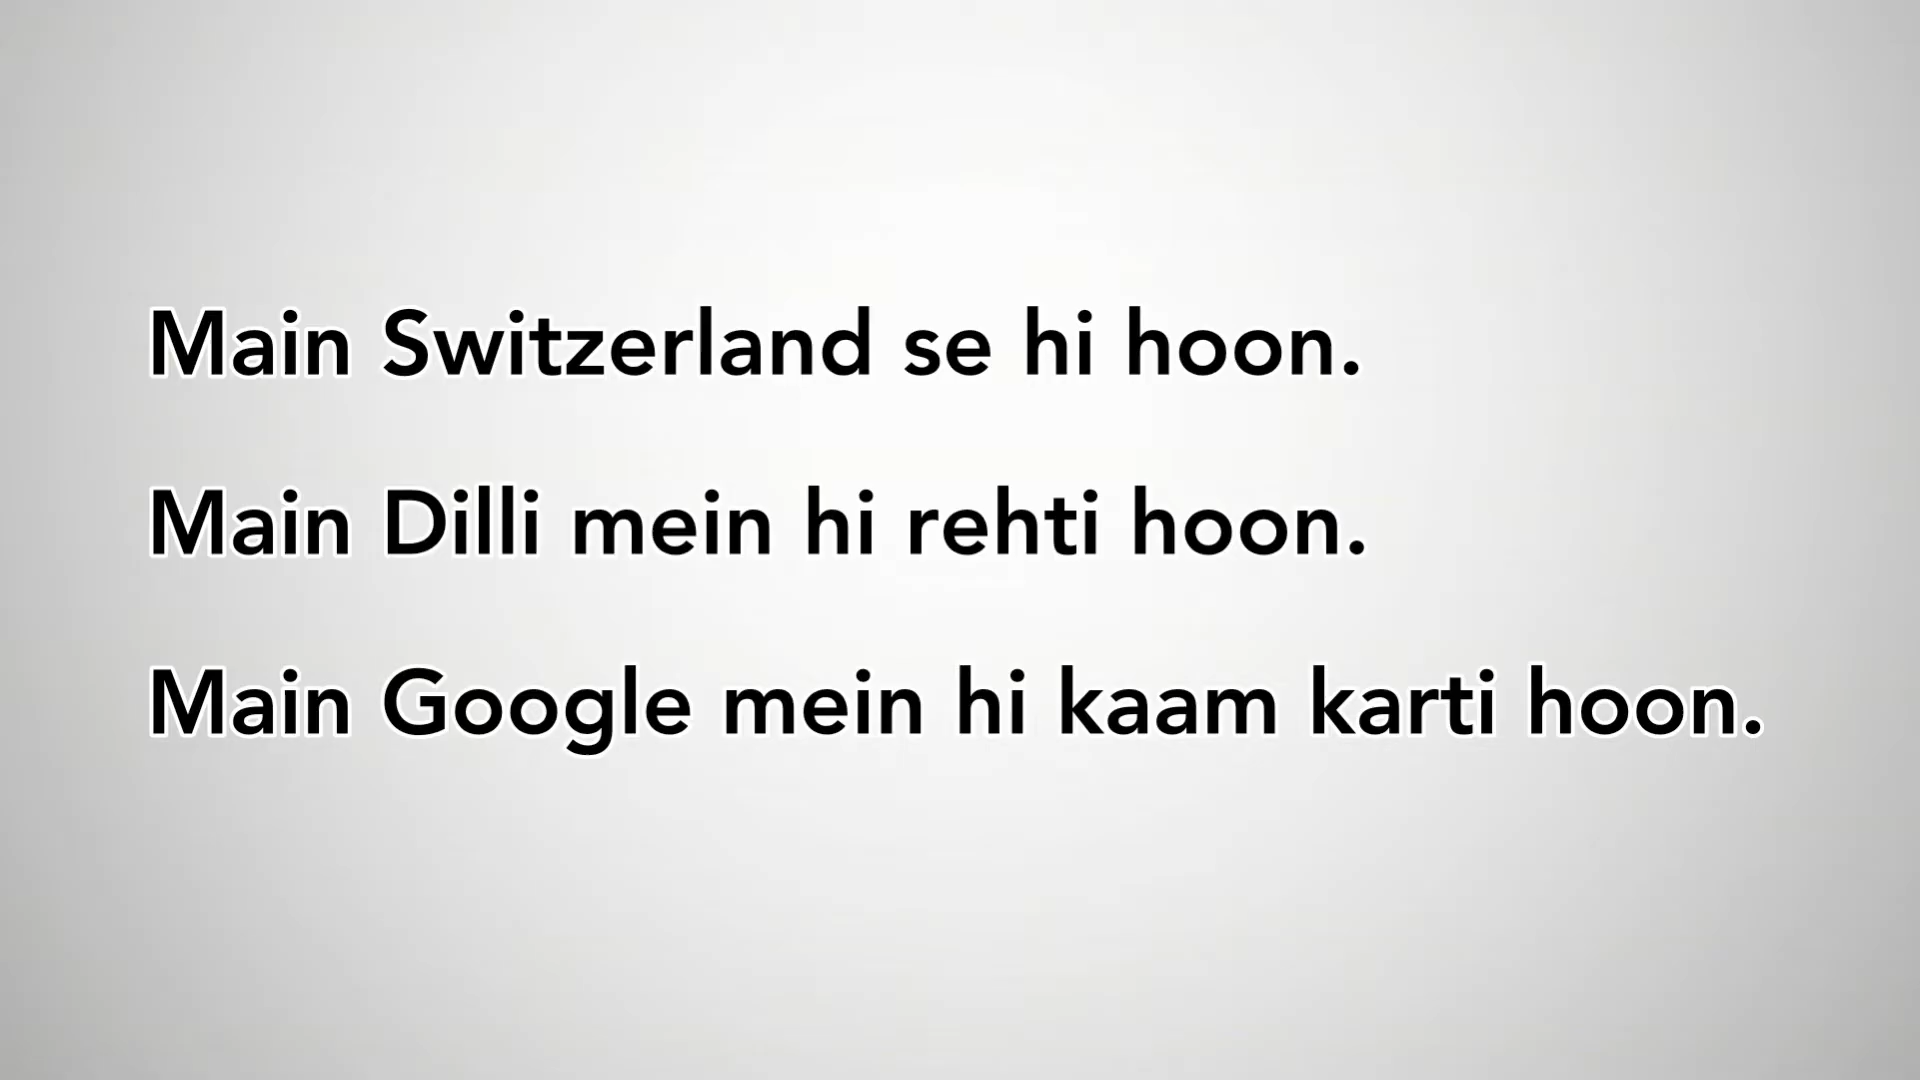 Main Switzerland se hi hoon.
Main Dilli mein hi rehti hoon.
Main Google mein hi kaam karti hoon.